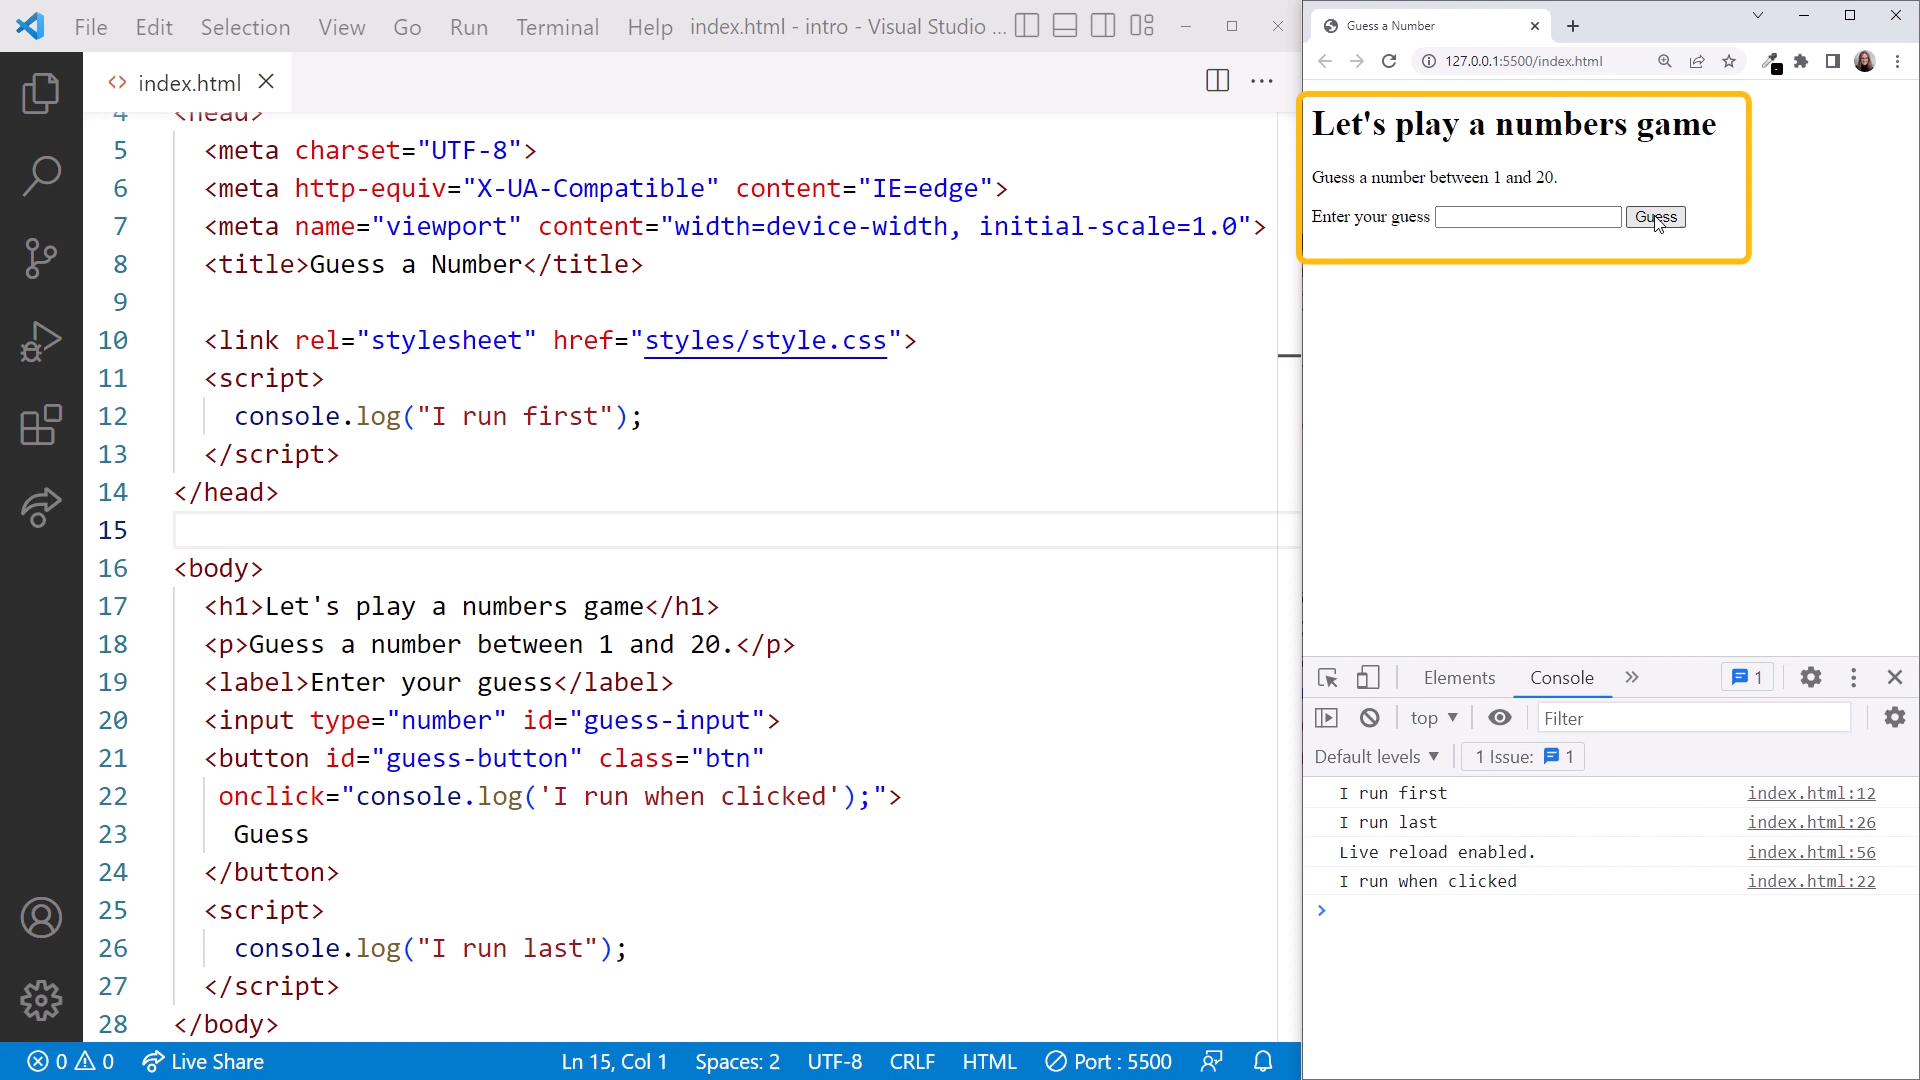 File Edit Selection View Go Run Terminal Help index.html - intro - Visual Studio ...
index.html
4 <head>
5 <meta charset="UTF-8">
6 <meta http-equiv="X-UA-Compatible" content="IE=edge">
7 <meta name="viewport" content="width=device-width, initial-scale=1.0">
8 <title>Guess a Number</title>
9
10 <link rel="stylesheet" href="styles/style.css">
11 <script>
12 console.log("I run first");
13 </script>
14 </head>
15
16 <body>
17 <h1>Let's play a numbers game</h1>
18 <p>Guess a number between 1 and 20.</p>
19 <label>Enter your guess</label>
20 <input type="number" id="guess-input">
21 <button id="guess-button" class="btn"
22 onclick="console.log('I run when clicked');">
23 Guess
24 </button>
25 <script>
26 console.log("I run last");
27 </script>
28 </body>
0 0 Live Share Ln 15, Col 1 Spaces: 2 UTF-8 CRLF HTML Port : 5500
Guess a Number
127.0.0.1:5500/index.html
Let's play a numbers game
Guess a number between 1 and 20.
Enter your guess Guess
Elements Console 1
top Filter
Default levels 1 Issue: 1
I run first index.html:12
I run last index.html:26
Live reload enabled. index.html:56
I run when clicked index.html:22